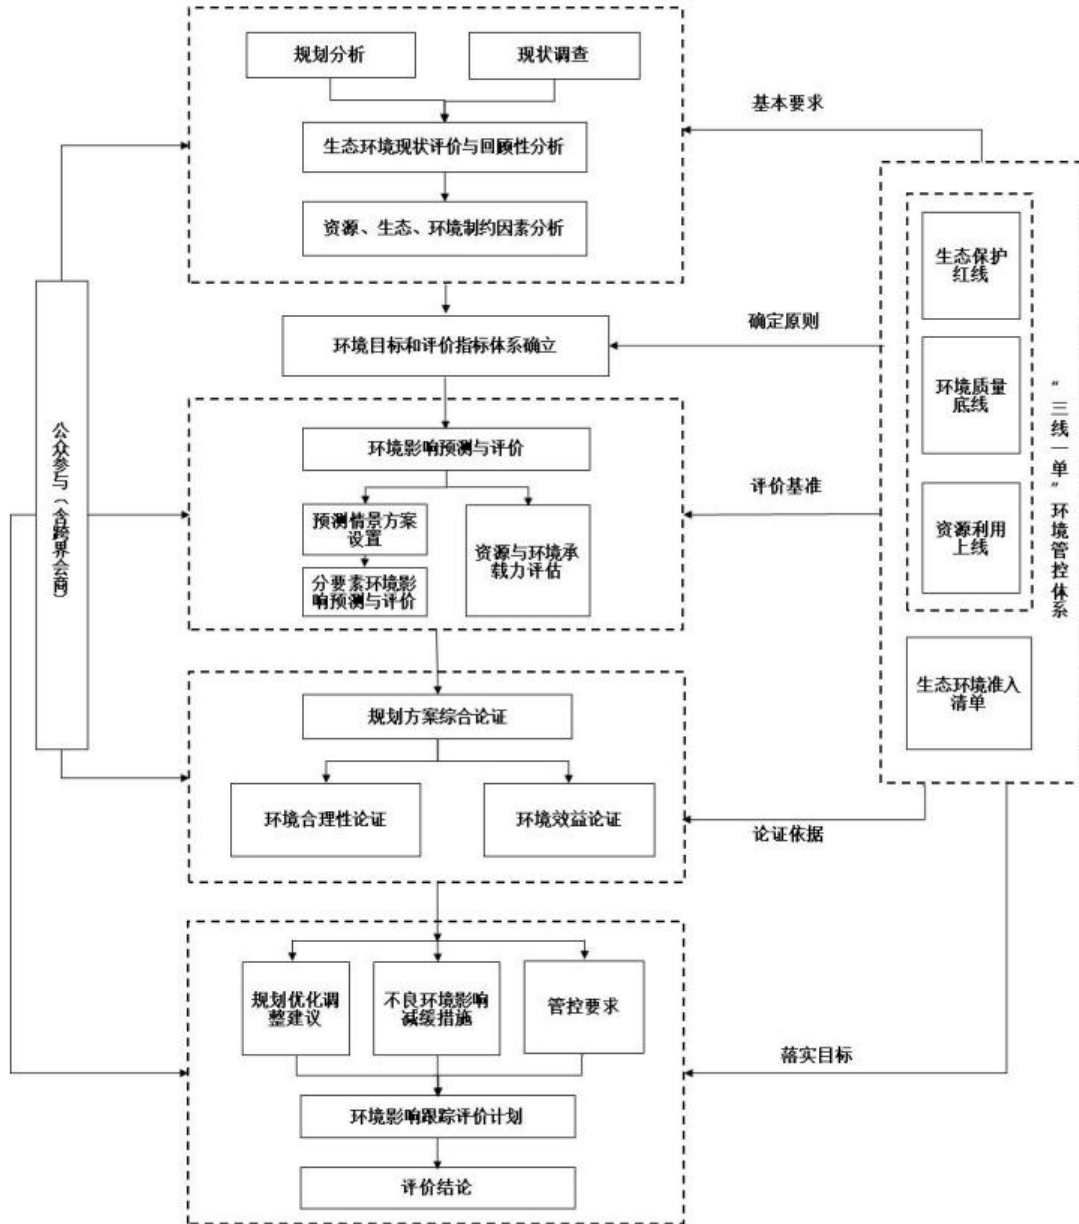 规划分析
现状调查
生态环境现状评价与回顾性分析
资源、生态、环境制约因素分析
基本要求
环境目标和评价指标体系确立
确定原则
环境影响预测与评价
预测情景方案
设置
分要素环境影
响预测与评价
资源与环境承
载力评估
评价基准
规划方案综合论证
环境合理性论证
环境效益论证
论证依据
规划优化调
整建议
不良环境影响
减缓措施
管控要求
落实目标
环境影响跟踪评价计划
评价结论
公众参与（含跨界会商）
生态保护
红线
环境质量
底线
资源利用
上线
生态环境准入
清单
“三线一单”环境管控体系